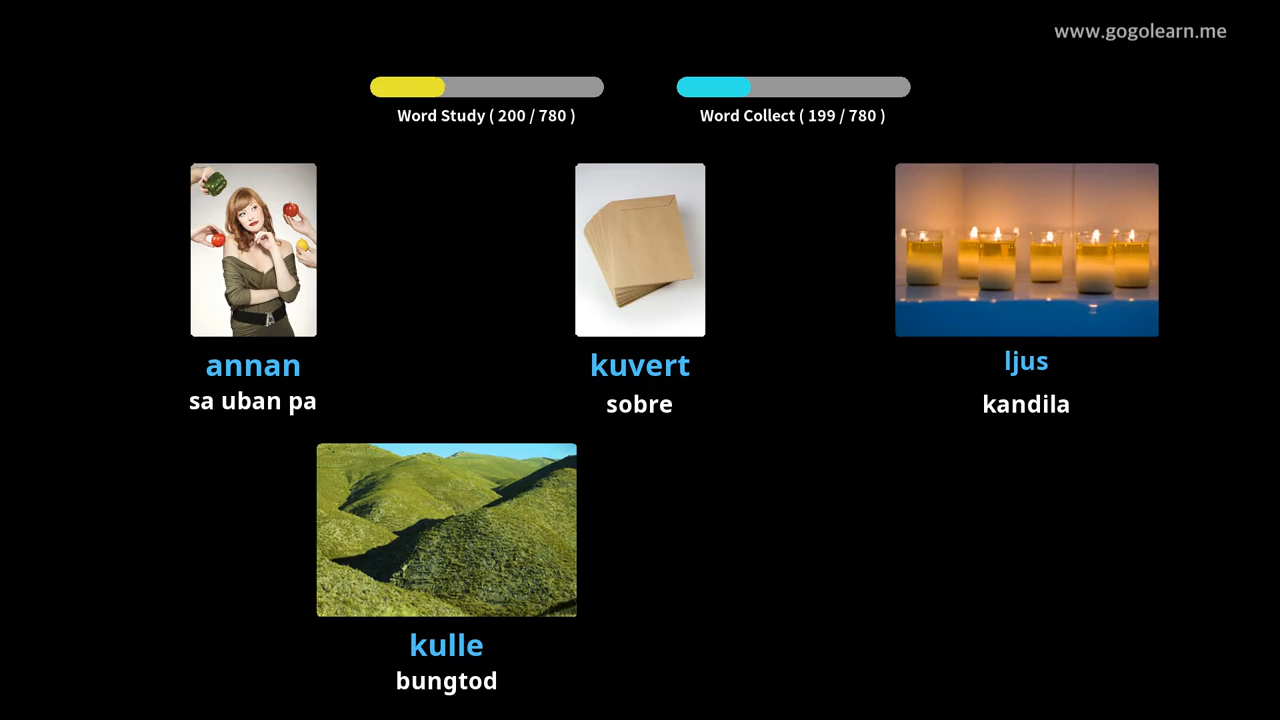 www.gogolearn.me
Word Study ( 200 / 780 )
Word Collect ( 199 / 780 )
annan
sa uban pa
kuvert
sobre
ljus
kandila
kulle
bungtod